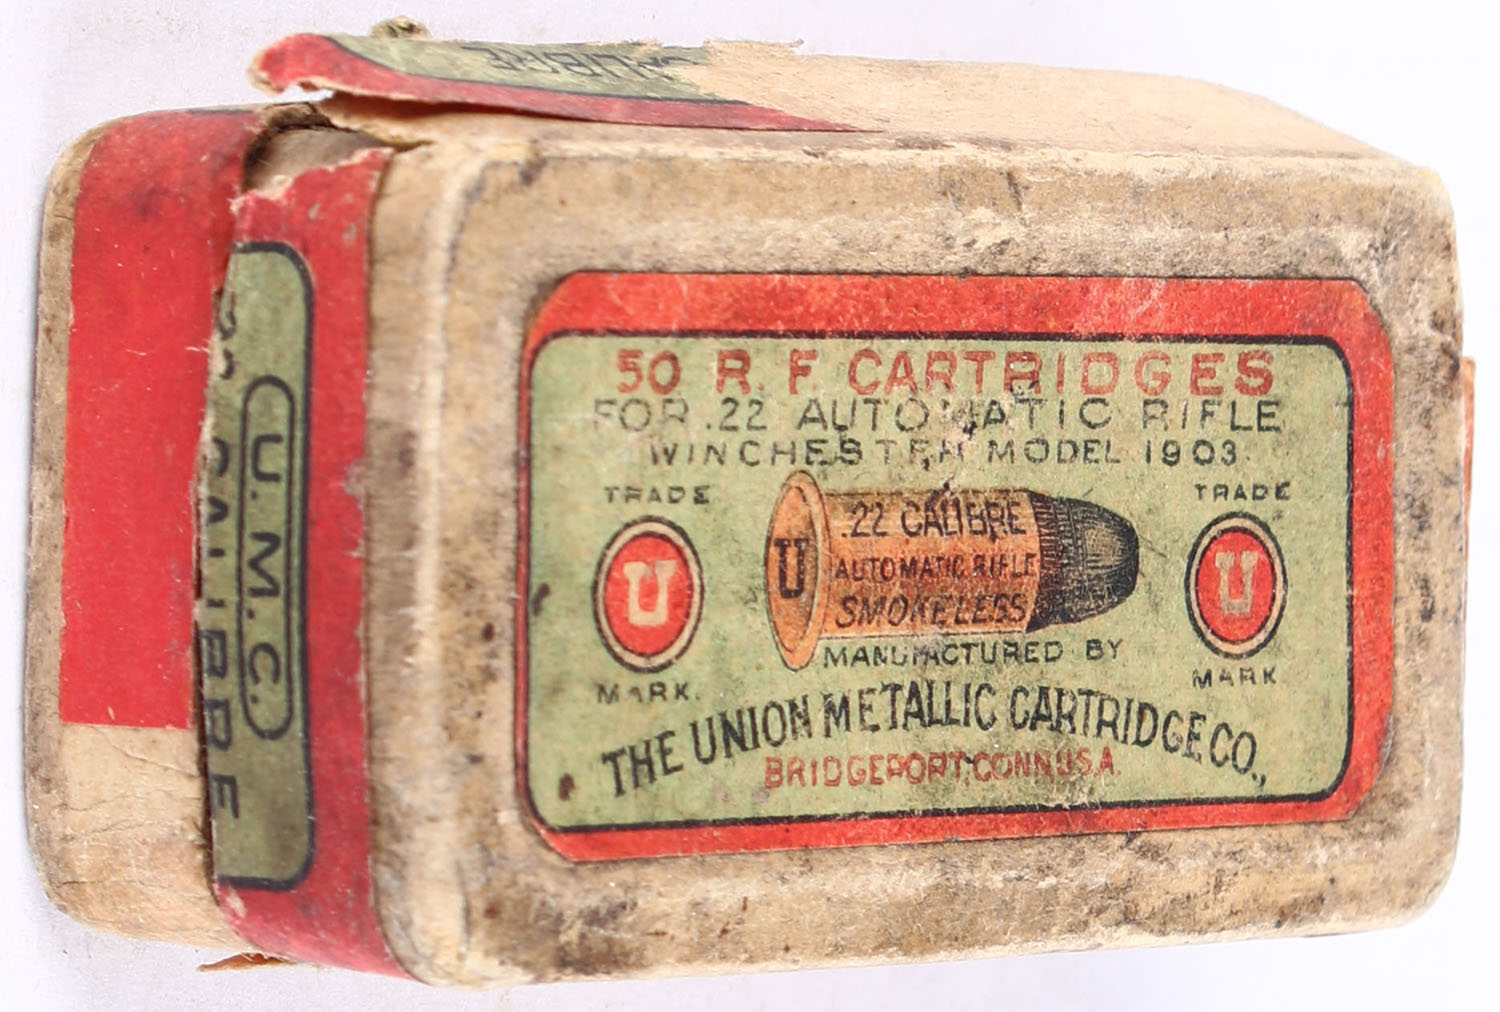 50 R. F. CARTRIDGES
FOR .22 AUTOMATIC RIFLE
WINCHESTER MODEL 1903
TRADE
U
MARK.
U
.22 CALIBRE
AUTOMATIC RIFLE
SMOKELESS
TRADE
U
MARK
MANUFACTURED BY
THE UNION METALLIC CARTRIDGE CO.,
BRIDGEPORT, CONN. U.S.A.
U.M.C.
22 CALIBRE